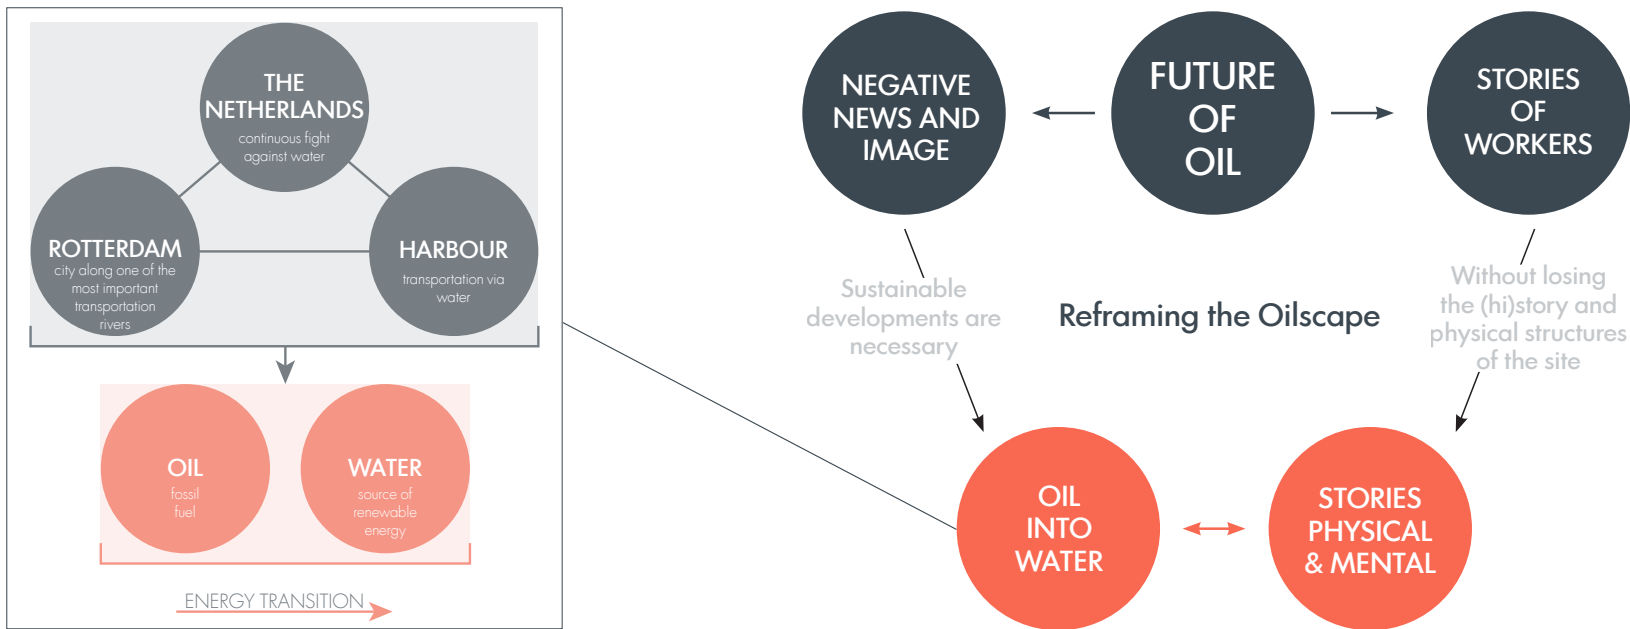 THE
NETHERLANDS
continuous fight
against water
ROTTERDAM
city along one of the
most important
transportation
rivers
HARBOUR
transportation via
water
OIL
fossil
fuel
WATER
source of
renewable
energy
ENERGY TRANSITION
NEGATIVE
NEWS AND
IMAGE
FUTURE
OF
OIL
STORIES
OF
WORKERS
Sustainable
developments are
necessary
Reframing the Oilscape
Without losing
the (hi)story and
physical structures
of the site
OIL
INTO
WATER
STORIES
PHYSICAL
& MENTAL